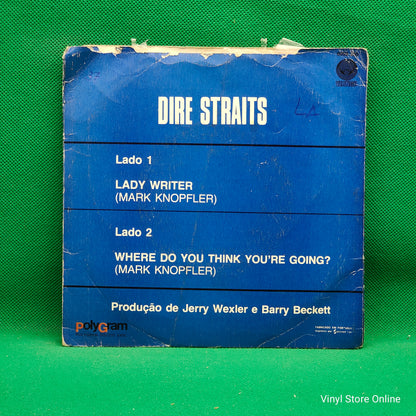 DIRE STRAITS
Lado 1
LADY WRITER
(MARK KNOPFLER)
Lado 2
WHERE DO YOU THINK YOU'RE GOING?
(MARK KNOPFLER)
Produção de Jerry Wexler e Barry Beckett
PolyGram
FABRICADO EM PORTUGAL
Vinyl Store Online